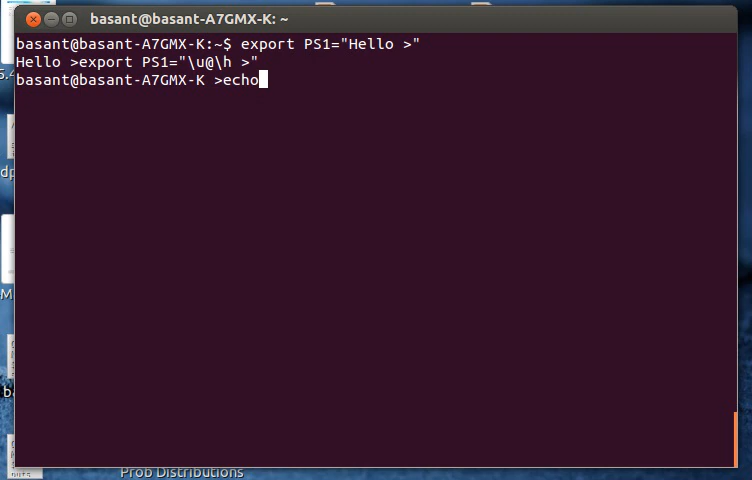 basant@basant-A7GMX-K: ~
basant@basant-A7GMX-K:~$ export PS1="Hello >"
Hello >export PS1="\u@\h >"
basant@basant-A7GMX-K >echo
Prob Distributions